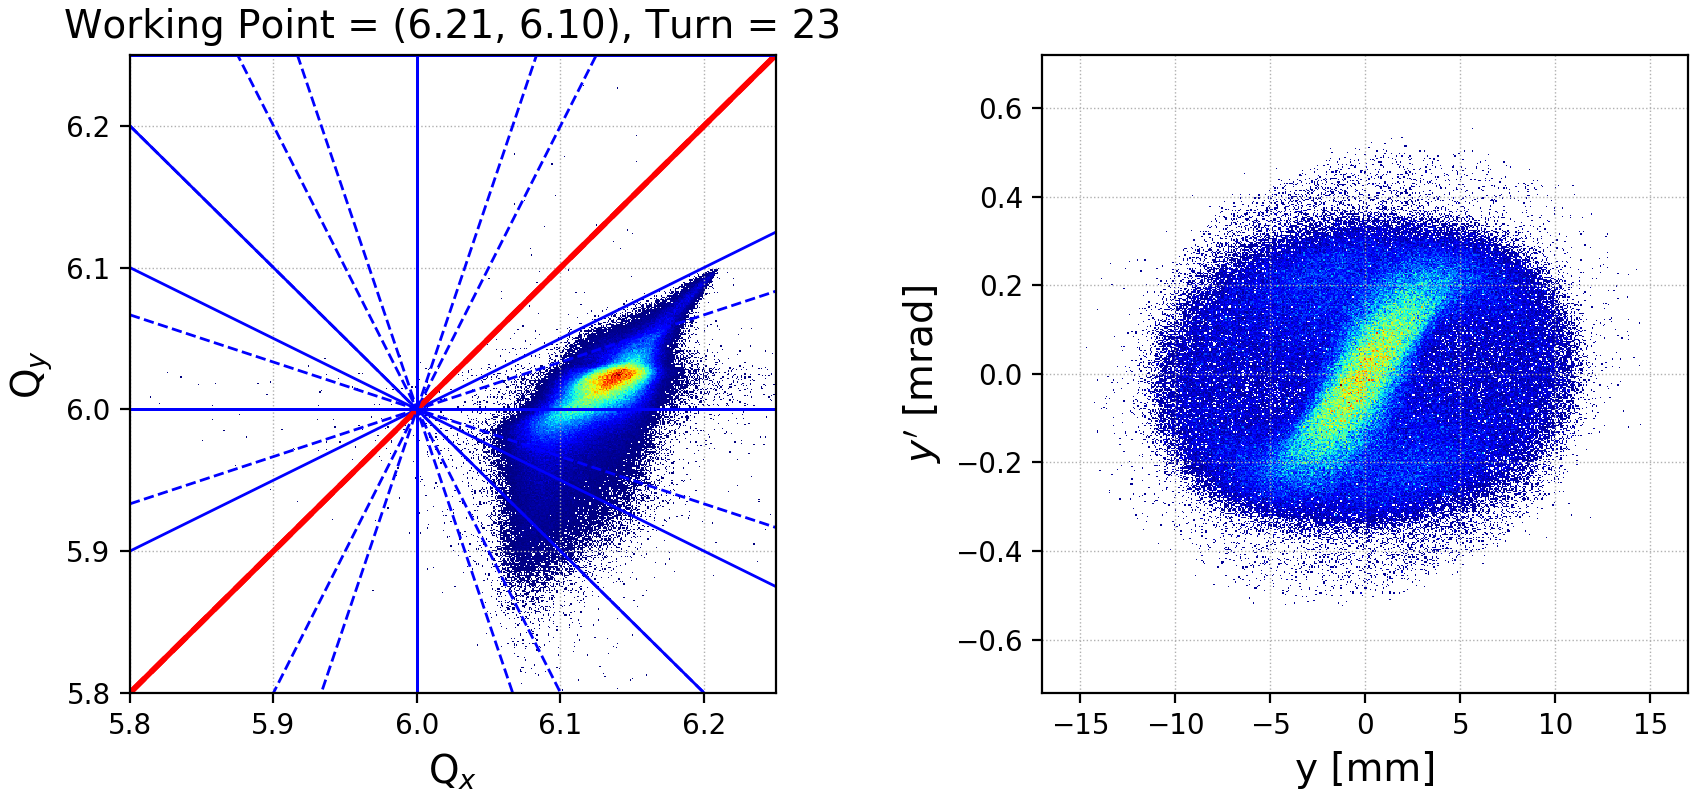 Working Point = (6.21, 6.10), Turn = 23
6.2
6.1
6.0
5.9
5.8
Qy
5.8 5.9 6.0 6.1 6.2
Qx
0.6
0.4
0.2
0.0
−0.2
−0.4
−0.6
y′ [mrad]
−15 −10 −5 0 5 10 15
y [mm]